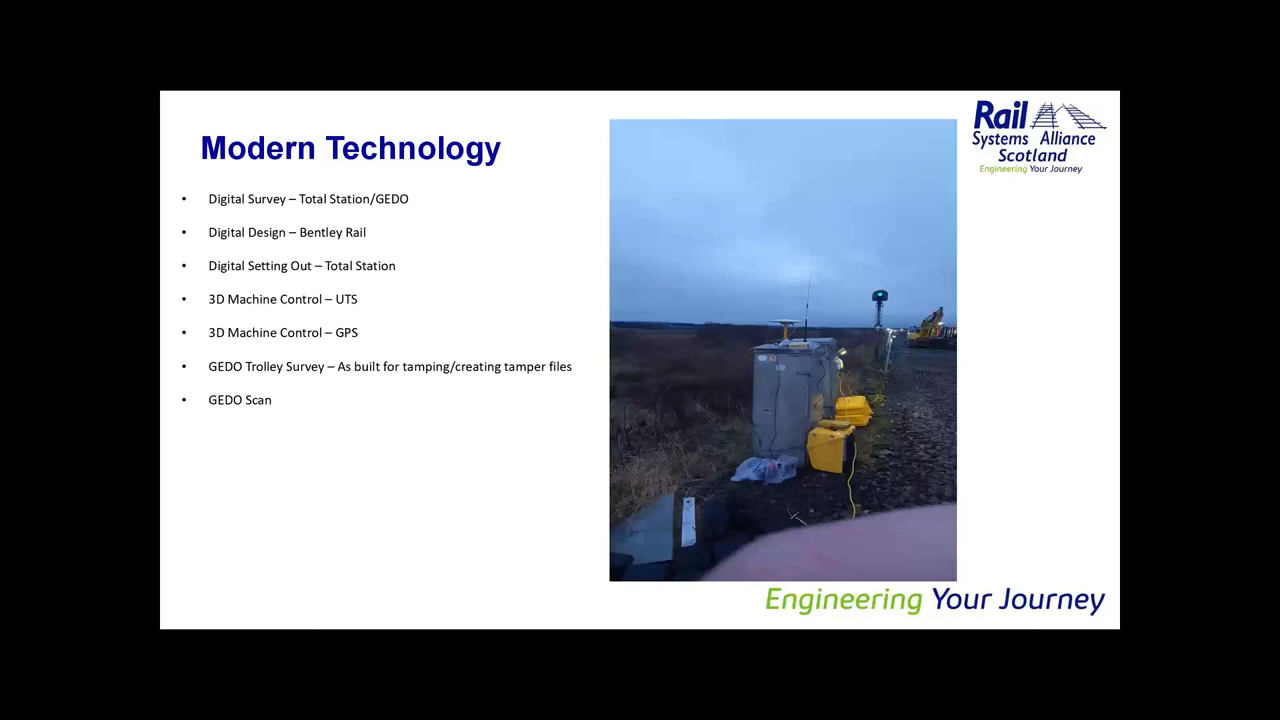 Modern Technology
• Digital Survey – Total Station/GEDO
• Digital Design – Bentley Rail
• Digital Setting Out – Total Station
• 3D Machine Control – UTS
• 3D Machine Control – GPS
• GEDO Trolley Survey – As built for tamping/creating tamper files
• GEDO Scan
Rail
Systems Alliance
Scotland
Engineering Your Journey
Engineering Your Journey